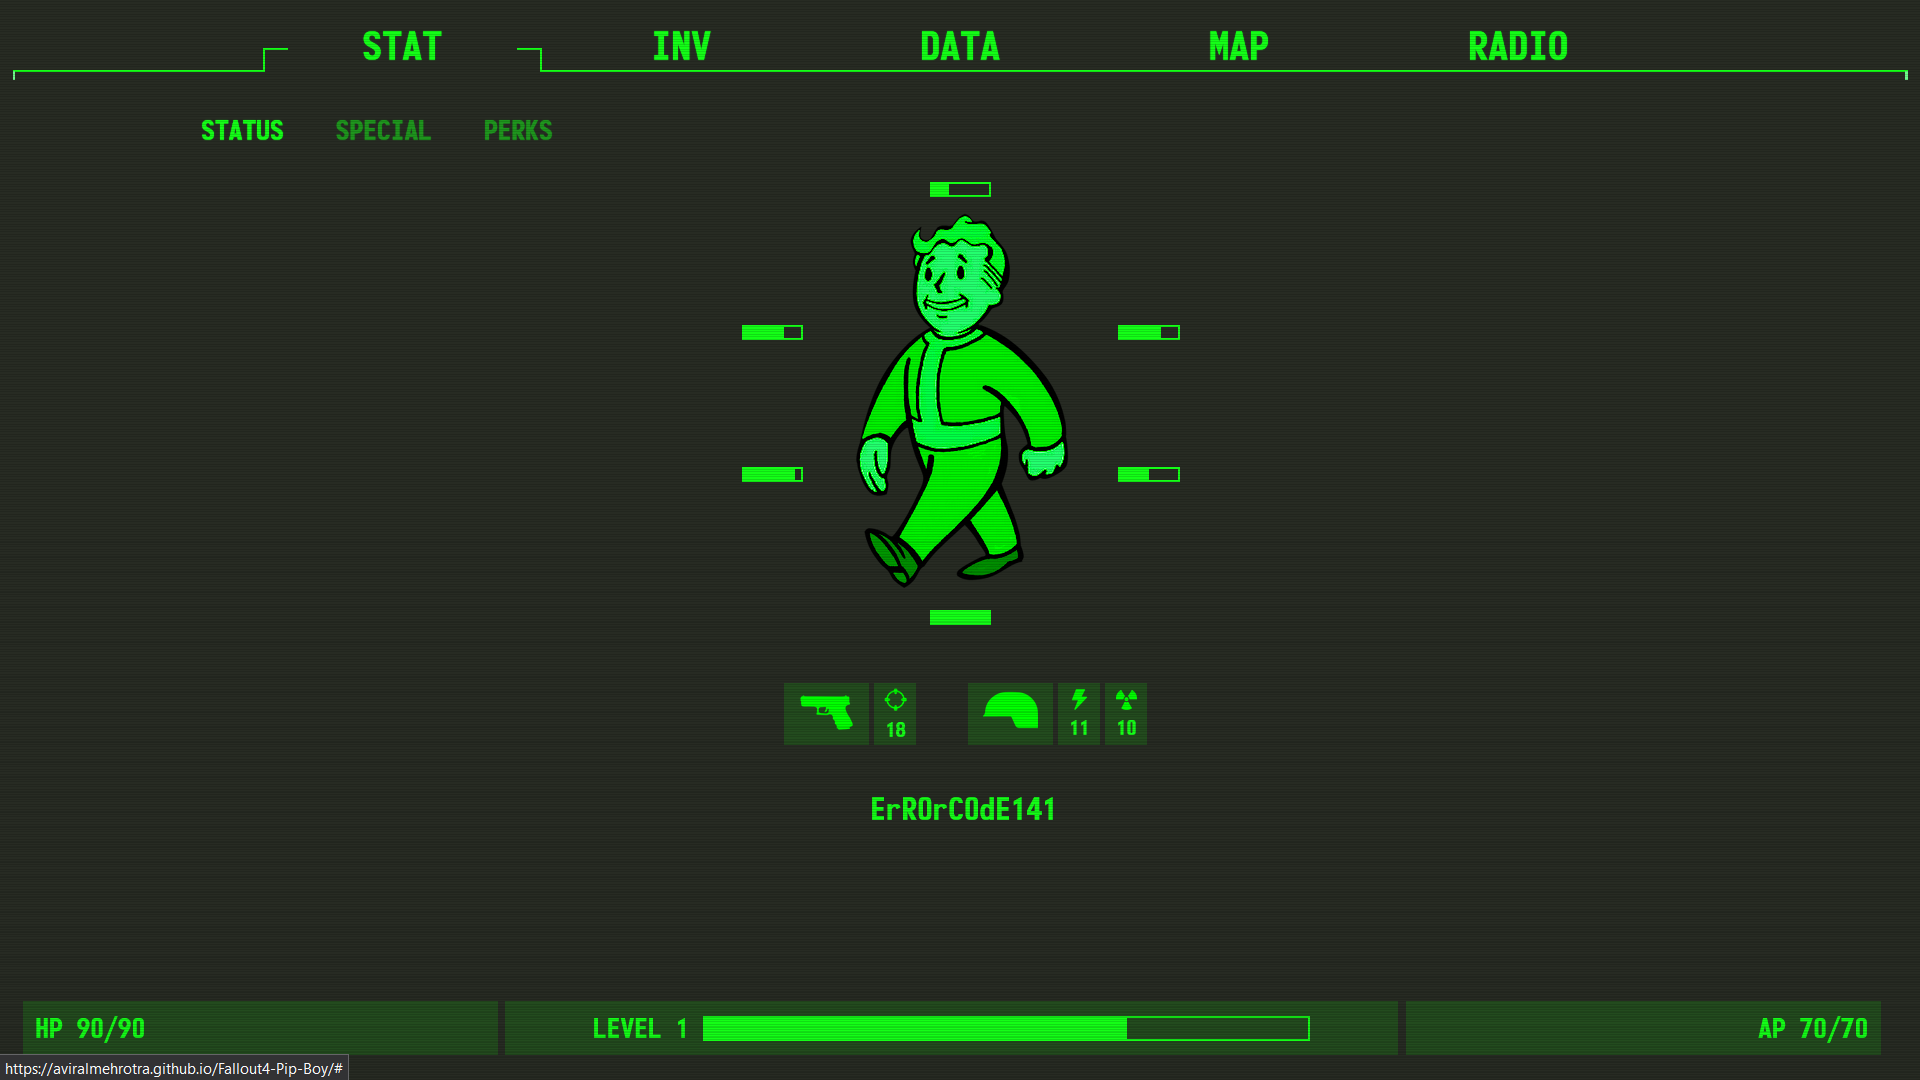 STAT INV DATA MAP RADIO
STATUS SPECIAL PERKS
18 11 10
ErR0rC0dE141
HP 90/90 LEVEL 1 AP 70/70
https://aviralmehrotra.github.io/Fallout4-Pip-Boy/#